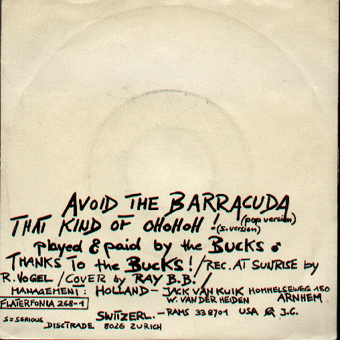 AVOID THE BARRACUDA
THAT KIND OF OHOHOH! (pop version)
(s.version)
played & paid by the BUCKS ♂
THANKS TO the BUCKS! / REC. AT SUNRISE by
R. VOGEL / COVER by RAY B.B. /
MANAGEMENT: HOLLAND – JACK VAN KUIK HOMMELSEWEG 180
W. VAN DER HEIDEN ARNHEM
FLATERFONIA 268-1
SWITZERL. – RAMS 338701 USA J.G.
S=SERIOUS
DISCTRADE 8026 ZURICH